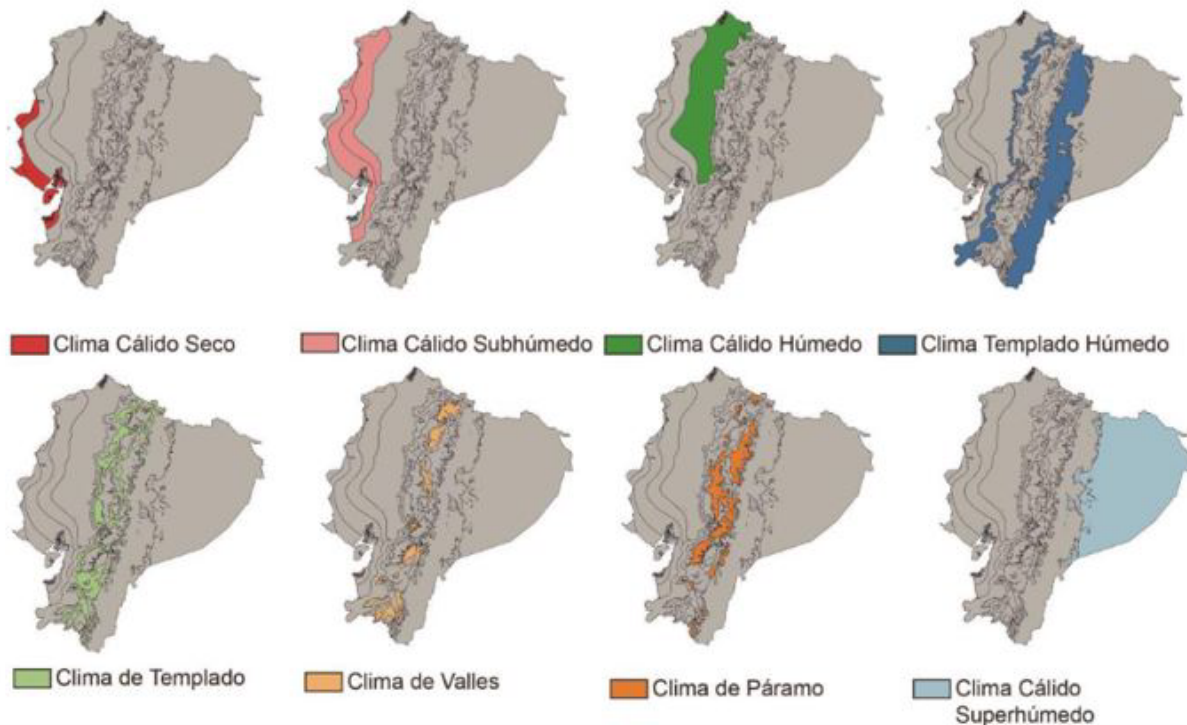 Clima Cálido Seco
Clima Cálido Subhúmedo
Clima Cálido Húmedo
Clima Templado Húmedo
Clima de Templado
Clima de Valles
Clima de Páramo
Clima Cálido
Superhúmedo